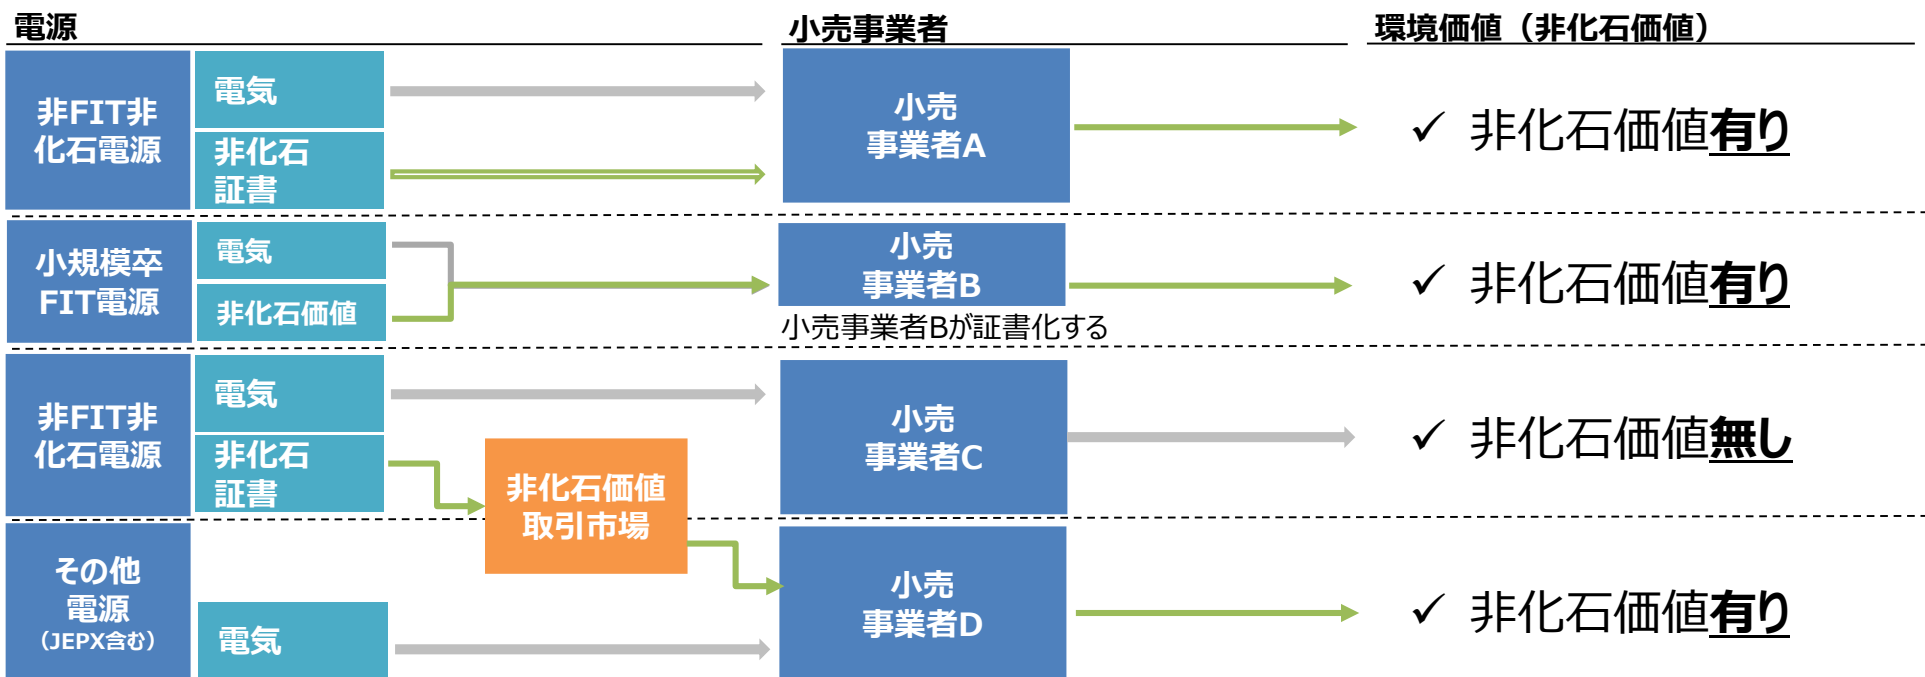 電源
小売事業者
環境価値（非化石価値）
非FIT非
化石電源
電気
非化石
証書
小売
事業者A
✓ 非化石価値有り
小規模卒
FIT電源
電気
非化石価値
小売
事業者B
小売事業者Bが証書化する
✓ 非化石価値有り
非FIT非
化石電源
電気
非化石
証書
非化石価値
取引市場
小売
事業者C
✓ 非化石価値無し
その他
電源
（JEPX含む）
電気
小売
事業者D
✓ 非化石価値有り